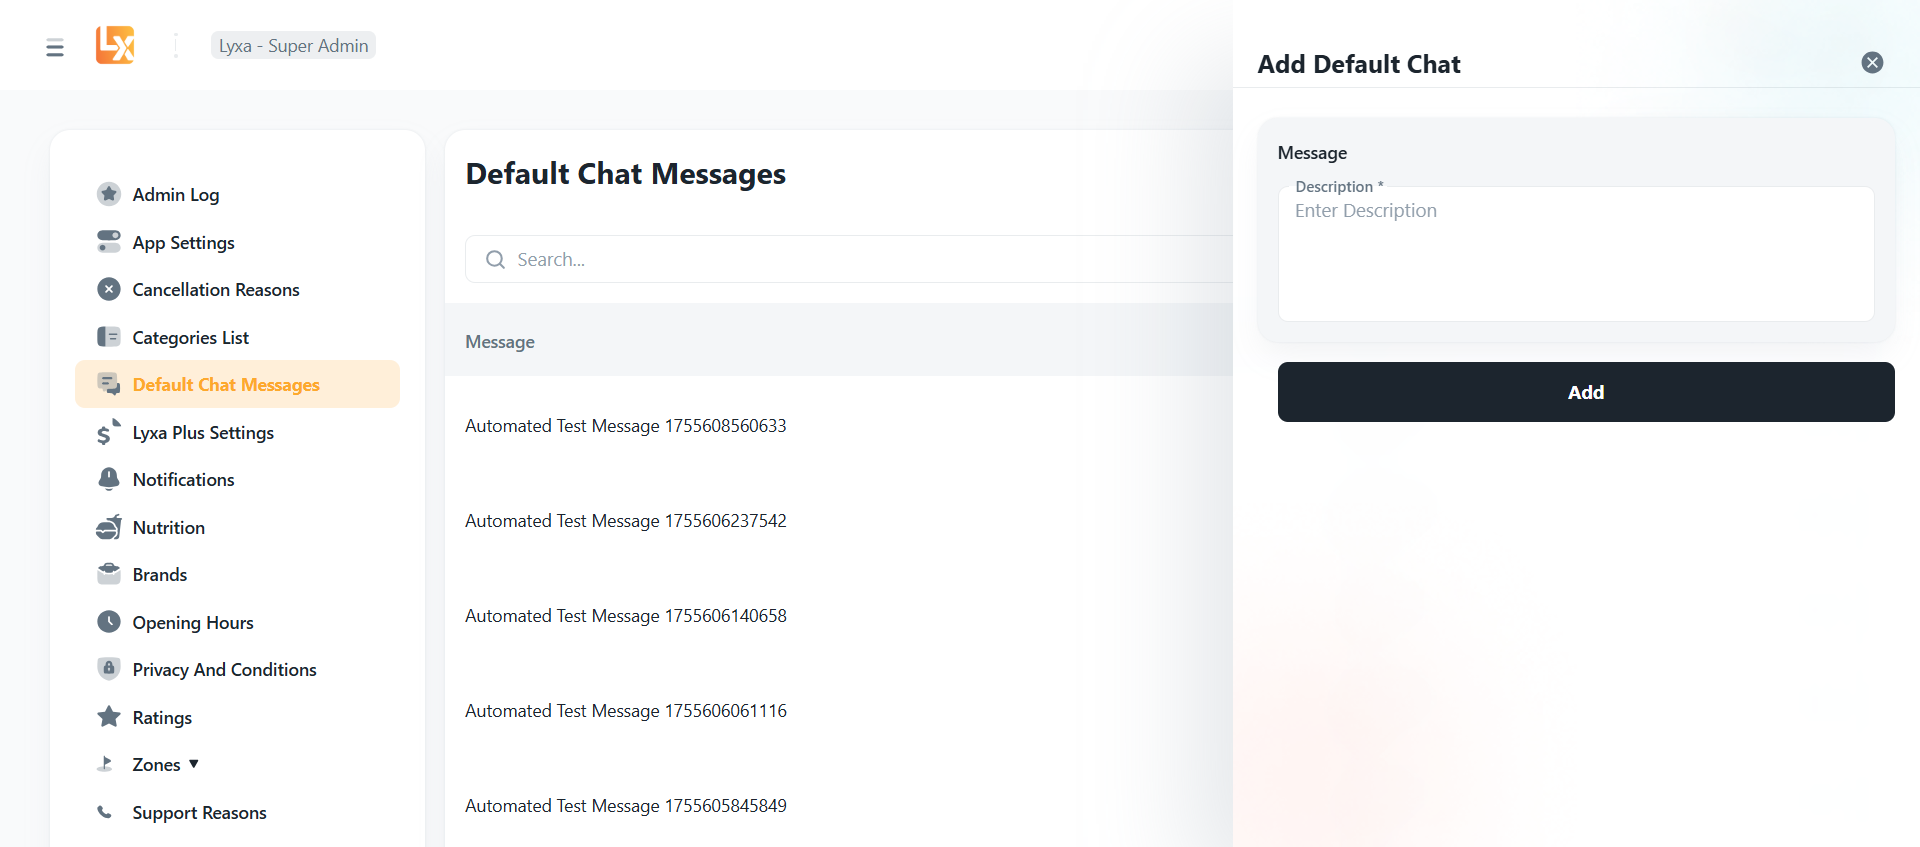 LX
Lyxa - Super Admin
Admin Log
App Settings
Cancellation Reasons
Categories List
Default Chat Messages
Lyxa Plus Settings
Notifications
Nutrition
Brands
Opening Hours
Privacy And Conditions
Ratings
Zones ▼
Support Reasons
Default Chat Messages
Search...
Message
Automated Test Message 1755608560633
Automated Test Message 1755606237542
Automated Test Message 1755606140658
Automated Test Message 1755606061116
Automated Test Message 1755605845849
Add Default Chat
Message
Description *
Enter Description
Add